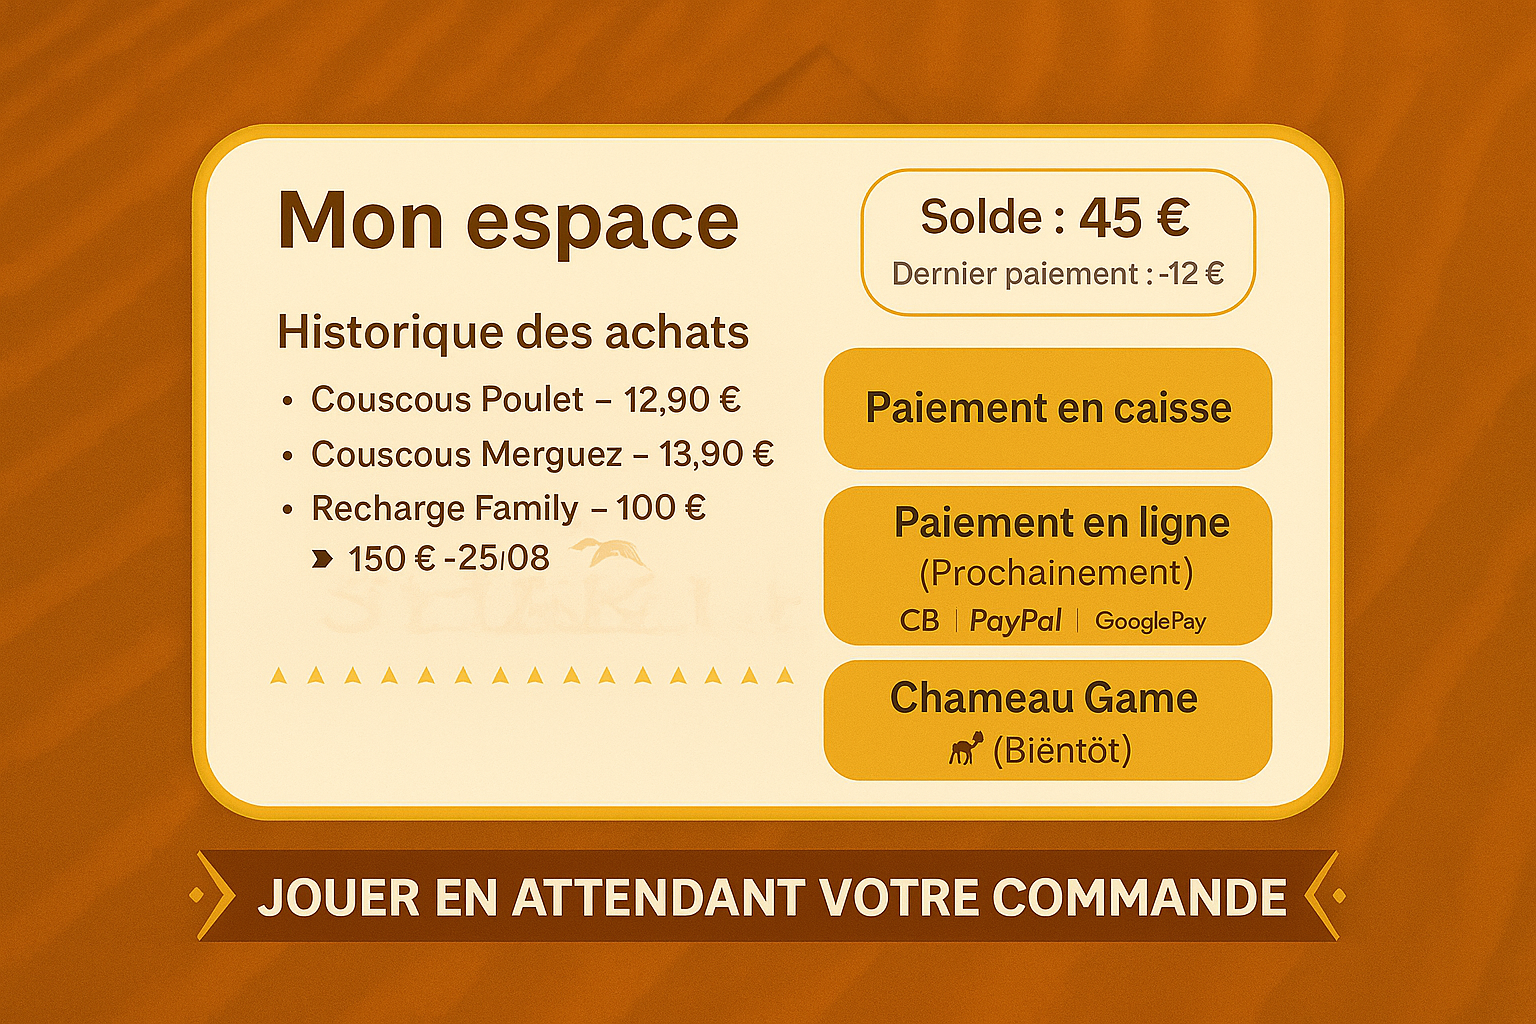 Mon espace
Historique des achats
• Couscous Poulet – 12,90 €
• Couscous Merguez – 13,90 €
• Recharge Family – 100 €
150 € -25/08
Solde : 45 €
Dernier paiement : -12 €
Paiement en caisse
Paiement en ligne
(Prochainement)
CB | PayPal | GooglePay
Chameau Game
(Biëntöt)
JOUER EN ATTENDANT VOTRE COMMANDE